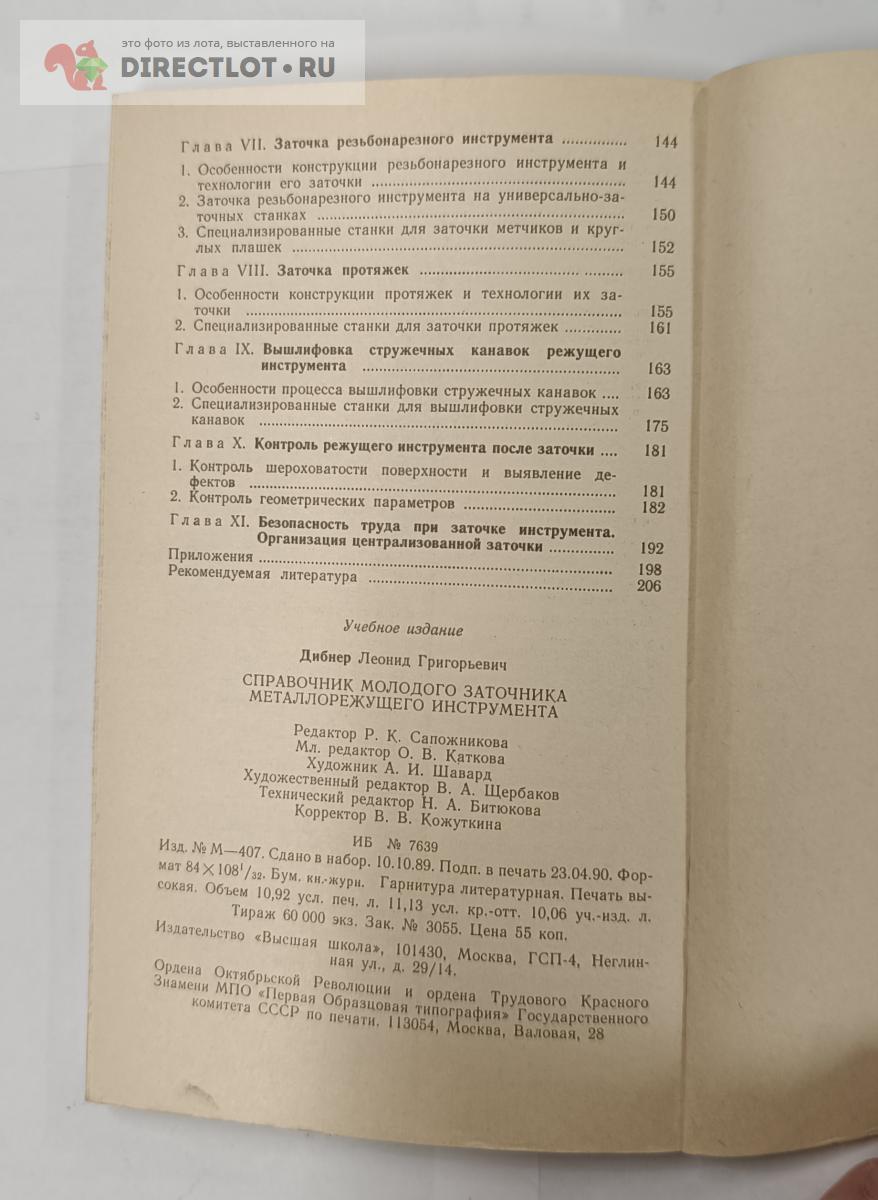 это фото из лота, выставленного на
DIRECTLOT.RU
Глава VII. Заточка резьбонарезного инструмента ............... 144
1. Особенности конструкции резьбонарезного инструмента и
технологии его заточки ............... 144
2. Заточка резьбонарезного инструмента на универсально-за-
точных станках ............... 150
3. Специализированные станки для заточки метчиков и круг-
лых плашек ............... 152
Глава VIII. Заточка протяжек ............... 155
1. Особенности конструкции протяжек и технологии их за-
точки ............... 155
2. Специализированные станки для заточки протяжек ............. 161
Глава IX. Вышлифовка стружечных канавок режущего
инструмента ............... 163
1. Особенности процесса вышлифовки стружечных канавок .... 163
2. Специализированные станки для вышлифовки стружечных
канавок ............... 175
Глава X. Контроль режущего инструмента после заточки .... 181
1. Контроль шероховатости поверхности и выявление де-
фектов ............... 181
2. Контроль геометрических параметров ............... 182
Глава XI. Безопасность труда при заточке инструмента.
Организация централизованной заточки ............... 192
Приложения ............... 198
Рекомендуемая литература ............... 206
Учебное издание
Дибнер Леонид Григорьевич
СПРАВОЧНИК МОЛОДОГО ЗАТОЧНИКА
МЕТАЛЛОРЕЖУЩЕГО ИНСТРУМЕНТА
Редактор Р. К. Сапожникова
Мл. редактор О. В. Каткова
Художник А. И. Шавард
Художественный редактор В. А. Щербаков
Технический редактор Н. А. Битюкова
Корректор В. В. Кожуткина
ИБ № 7639
Изд. № М—407. Сдано в набор. 10.10.89. Подп. в печать 23.04.90. Фор-
мат 84×108¹/₃₂. Бум. кн.-журн. Гарнитура литературная. Печать вы-
сокая. Объем 10,92 усл. печ. л. 11,13 усл. кр.-отт. 10,06 уч.-изд. л.
Тираж 60 000 экз. Зак. № 3055. Цена 55 коп.
Издательство «Высшая школа», 101430, Москва, ГСП-4, Неглин-
ная ул., д. 29/14.
Ордена Октябрьской Революции и ордена Трудового Красного
Знамени МПО «Первая Образцовая типография» Государственного
комитета СССР по печати. 113054, Москва, Валовая, 28